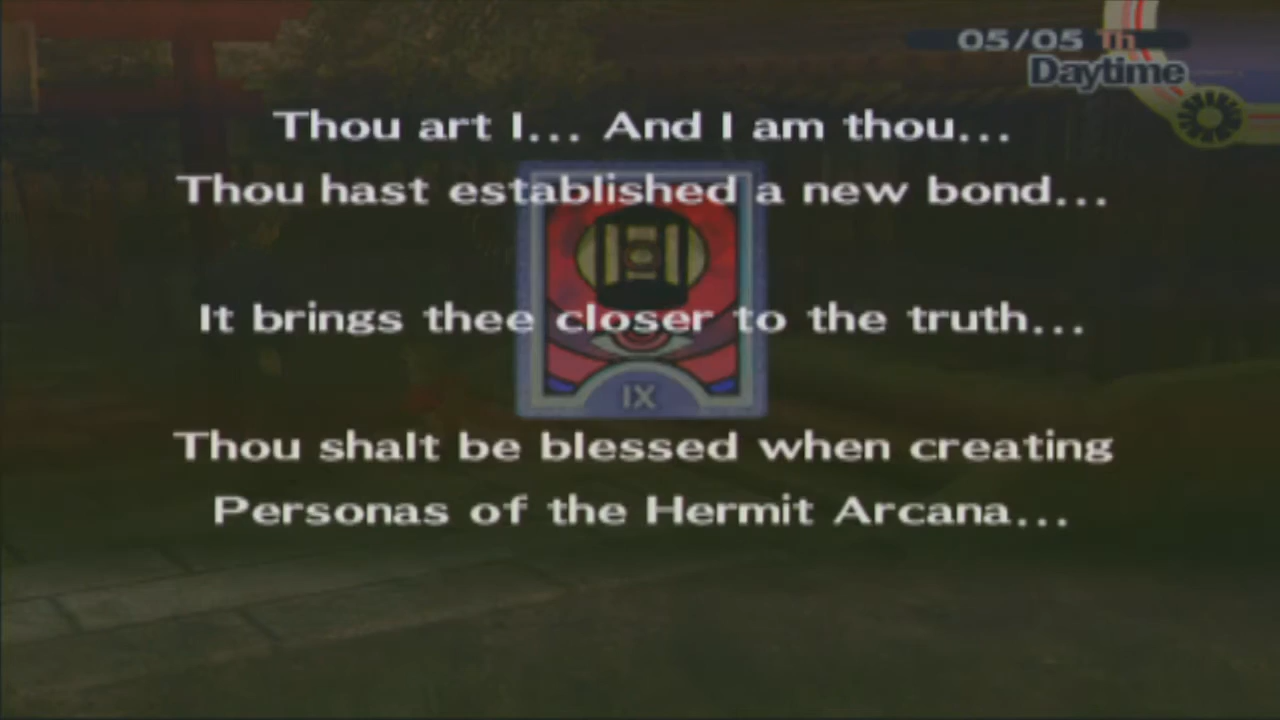 05/05 Th
Daytime
Thou art I... And I am thou...
Thou hast established a new bond...
It brings thee closer to the truth...
IX
Thou shalt be blessed when creating
Personas of the Hermit Arcana...